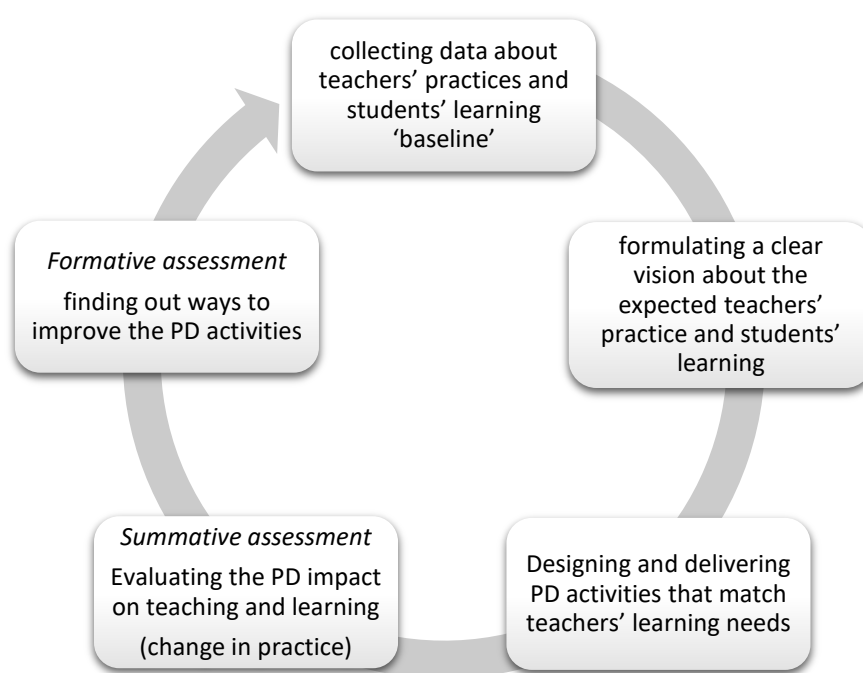 collecting data about
teachers’ practices and
students’ learning
‘baseline’
formulating a clear
vision about the
expected teachers’
practice and students’
learning
Designing and delivering
PD activities that match
teachers’ learning needs
Summative assessment
Evaluating the PD impact
on teaching and learning
(change in practice)
Formative assessment
finding out ways to
improve the PD activities